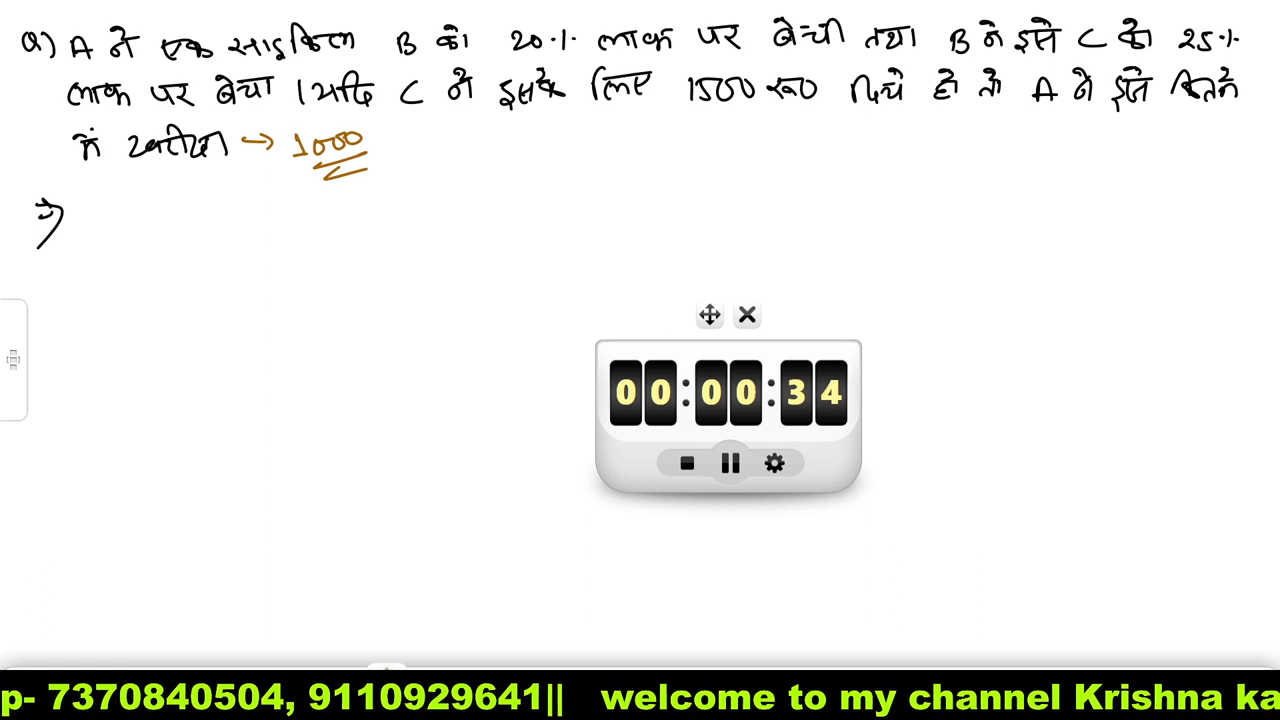 Q) A ने एक साइकिल B को 20% लाभ पर बेची तथा B ने इसे C को 25%
लाभ पर बेचा। यदि C ने इसके लिए 1500 रू0 दिये हो तो A ने इसे कितने
में खरीदा → 1000
⇒
00:00:34
p- 7370840504, 9110929641|| welcome to my channel Krishna ka